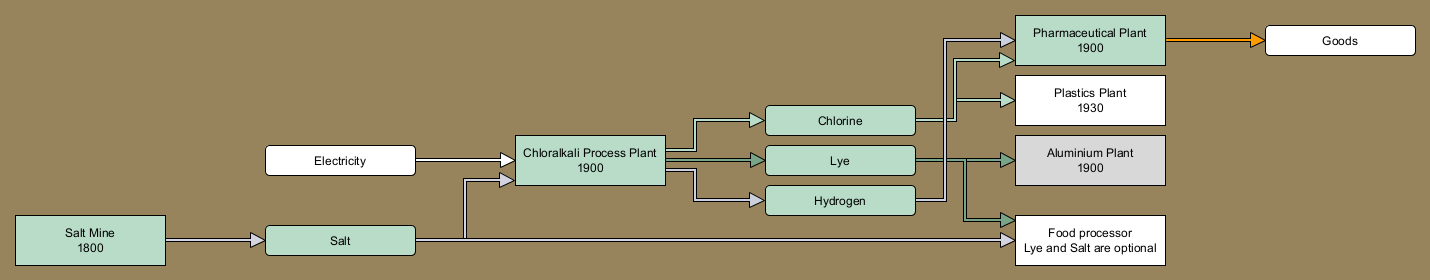 Pharmaceutical Plant
1900
Goods
Plastics Plant
1930
Chlorine
Electricity
Chloralkali Process Plant
1900
Lye
Aluminium Plant
1900
Hydrogen
Salt Mine
1800
Salt
Food processor
Lye and Salt are optional